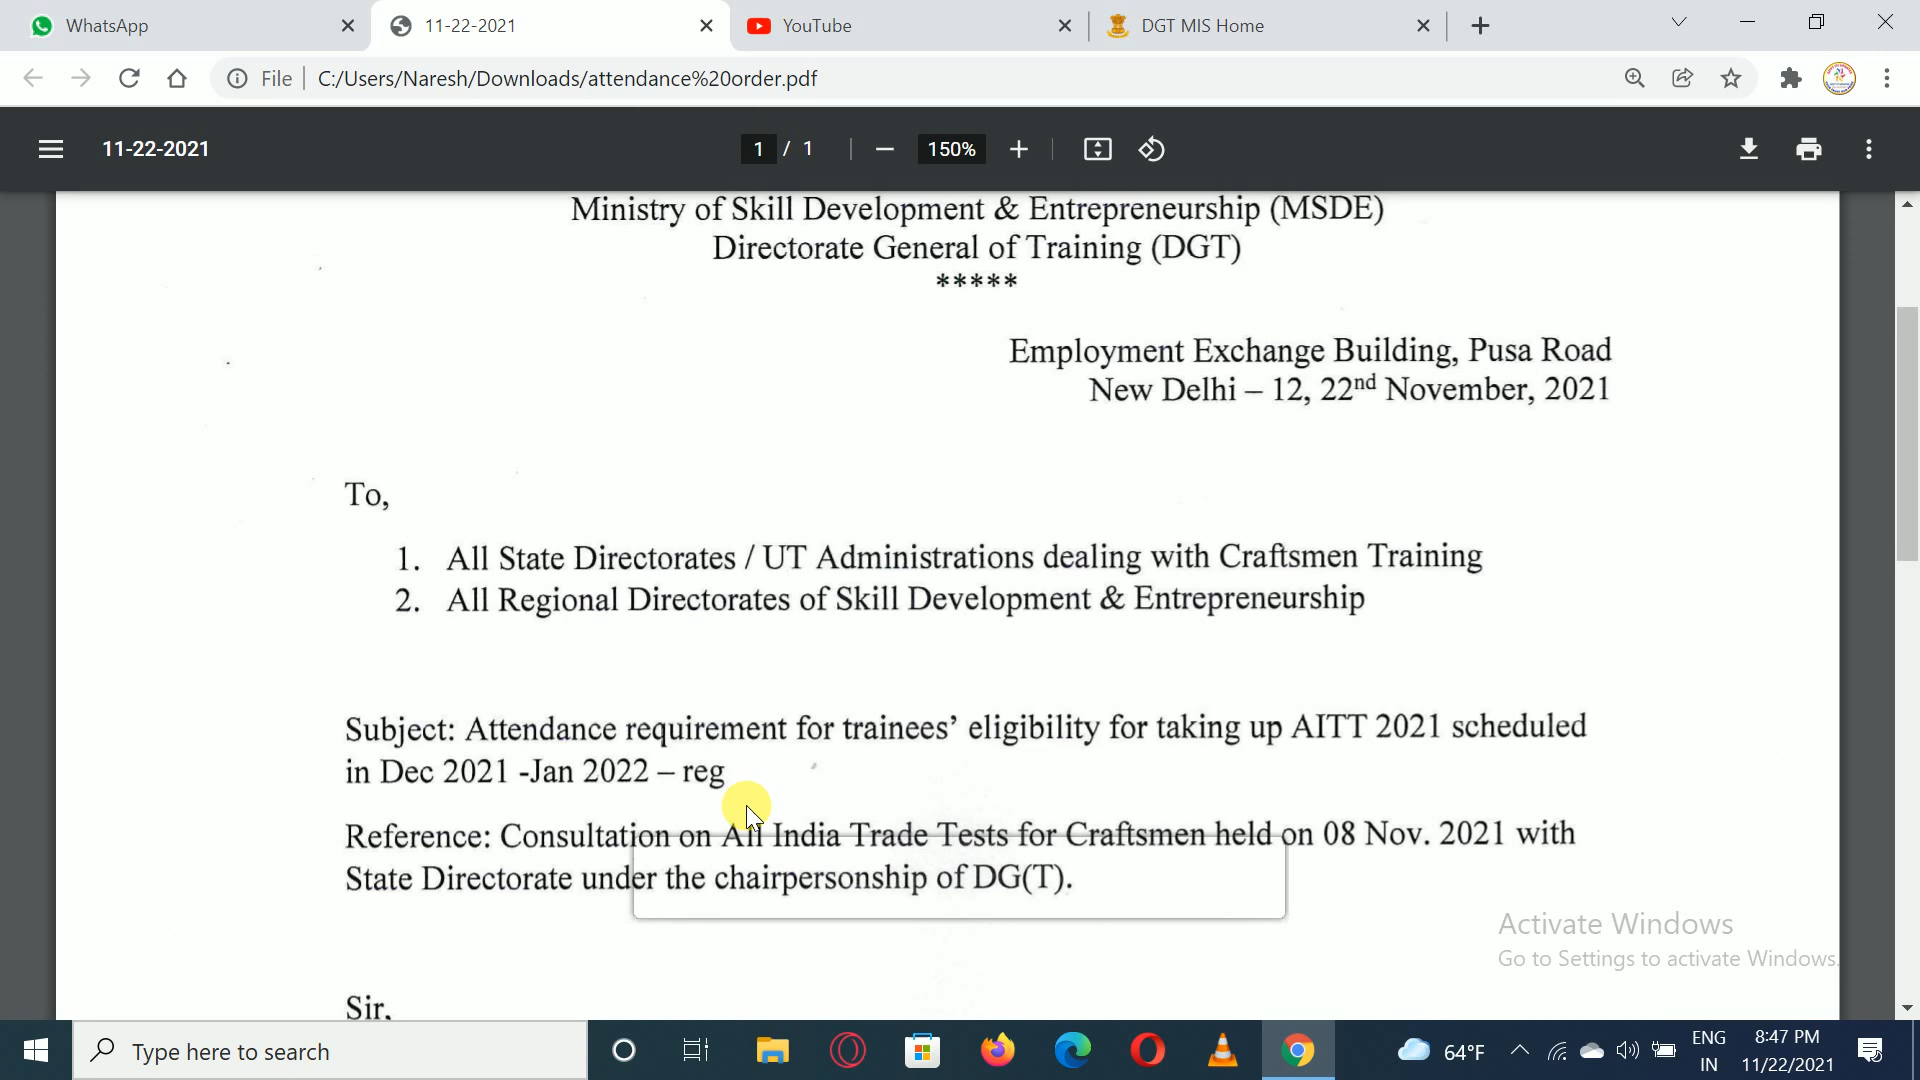 WhatsApp
11-22-2021
YouTube
DGT MIS Home
File
C:/Users/Naresh/Downloads/attendance%20order.pdf
11-22-2021
1 / 1
150%
Ministry of Skill Development & Entrepreneurship (MSDE)
Directorate General of Training (DGT)
*****
Employment Exchange Building, Pusa Road
New Delhi – 12, 22nd November, 2021
To,
1. All State Directorates / UT Administrations dealing with Craftsmen Training
2. All Regional Directorates of Skill Development & Entrepreneurship
Subject: Attendance requirement for trainees’ eligibility for taking up AITT 2021 scheduled
in Dec 2021 -Jan 2022 – reg
Reference: Consultation on All India Trade Tests for Craftsmen held on 08 Nov. 2021 with
State Directorate under the chairpersonship of DG(T).
Activate Windows
Go to Settings to activate Windows.
Sir,
Type here to search
64°F
ENG
IN
8:47 PM
11/22/2021